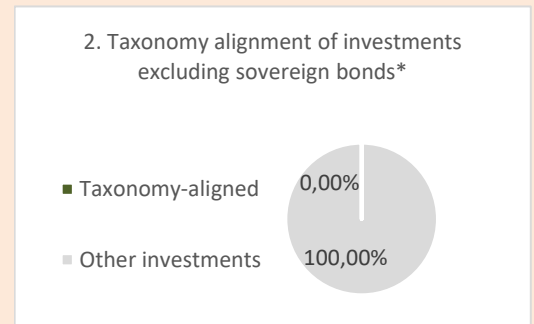 2. Taxonomy alignment of investments
excluding sovereign bonds*
Taxonomy-aligned
0,00%
Other investments
100,00%